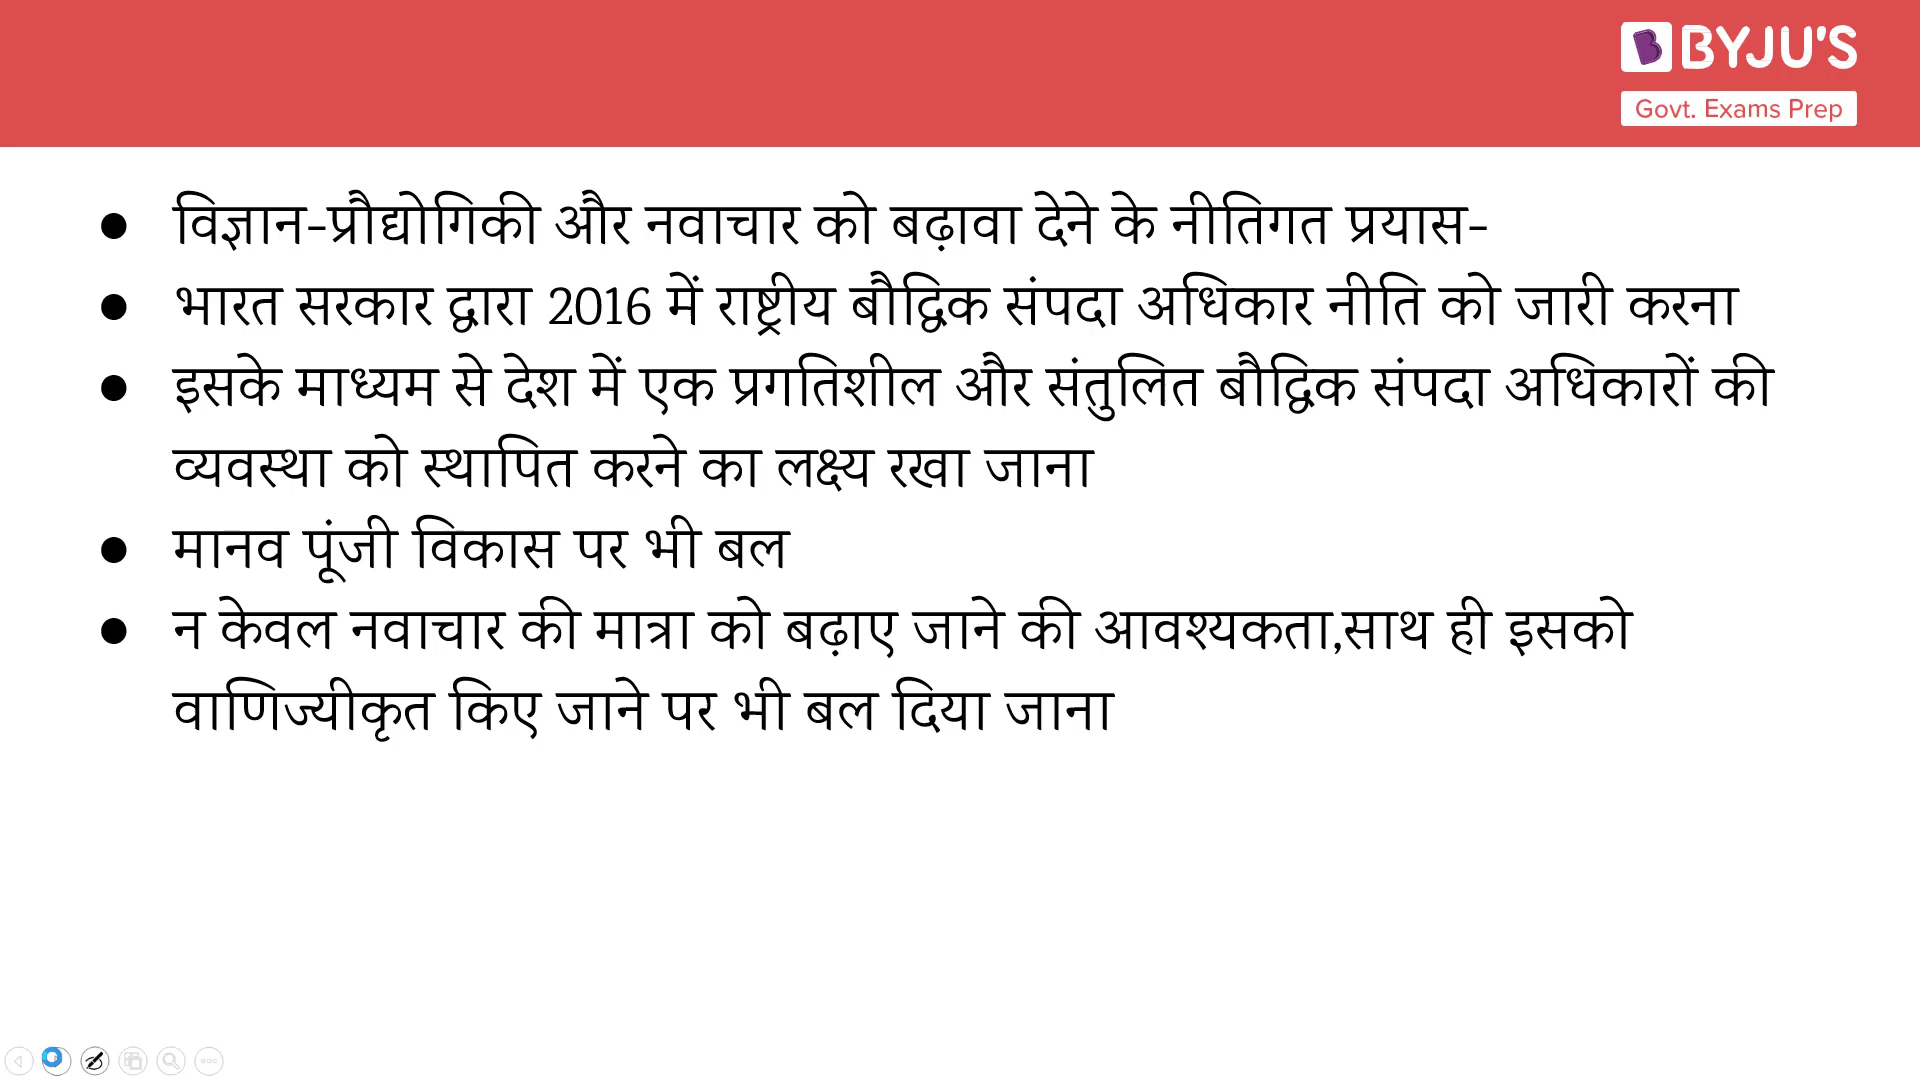 BYJU'S
Govt. Exams Prep
● विज्ञान-प्रौद्योगिकी और नवाचार को बढ़ावा देने के नीतिगत प्रयास-
● भारत सरकार द्वारा 2016 में राष्ट्रीय बौद्धिक संपदा अधिकार नीति को जारी करना
● इसके माध्यम से देश में एक प्रगतिशील और संतुलित बौद्धिक संपदा अधिकारों की
व्यवस्था को स्थापित करने का लक्ष्य रखा जाना
● मानव पूंजी विकास पर भी बल
● न केवल नवाचार की मात्रा को बढ़ाए जाने की आवश्यकता,साथ ही इसको
वाणिज्यीकृत किए जाने पर भी बल दिया जाना